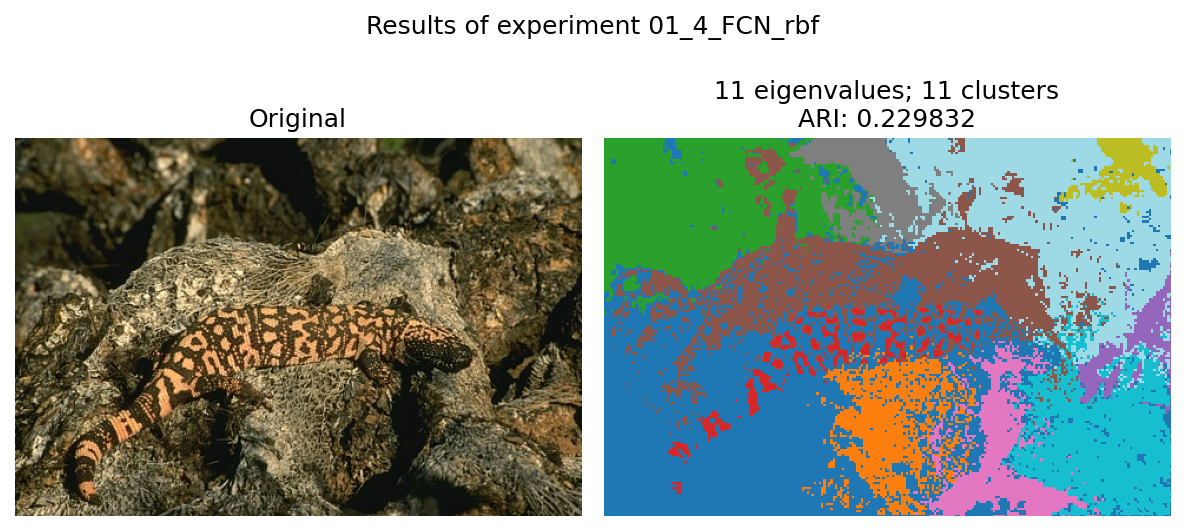 Results of experiment 01_4_FCN_rbf
Original
11 eigenvalues; 11 clusters
ARI: 0.229832